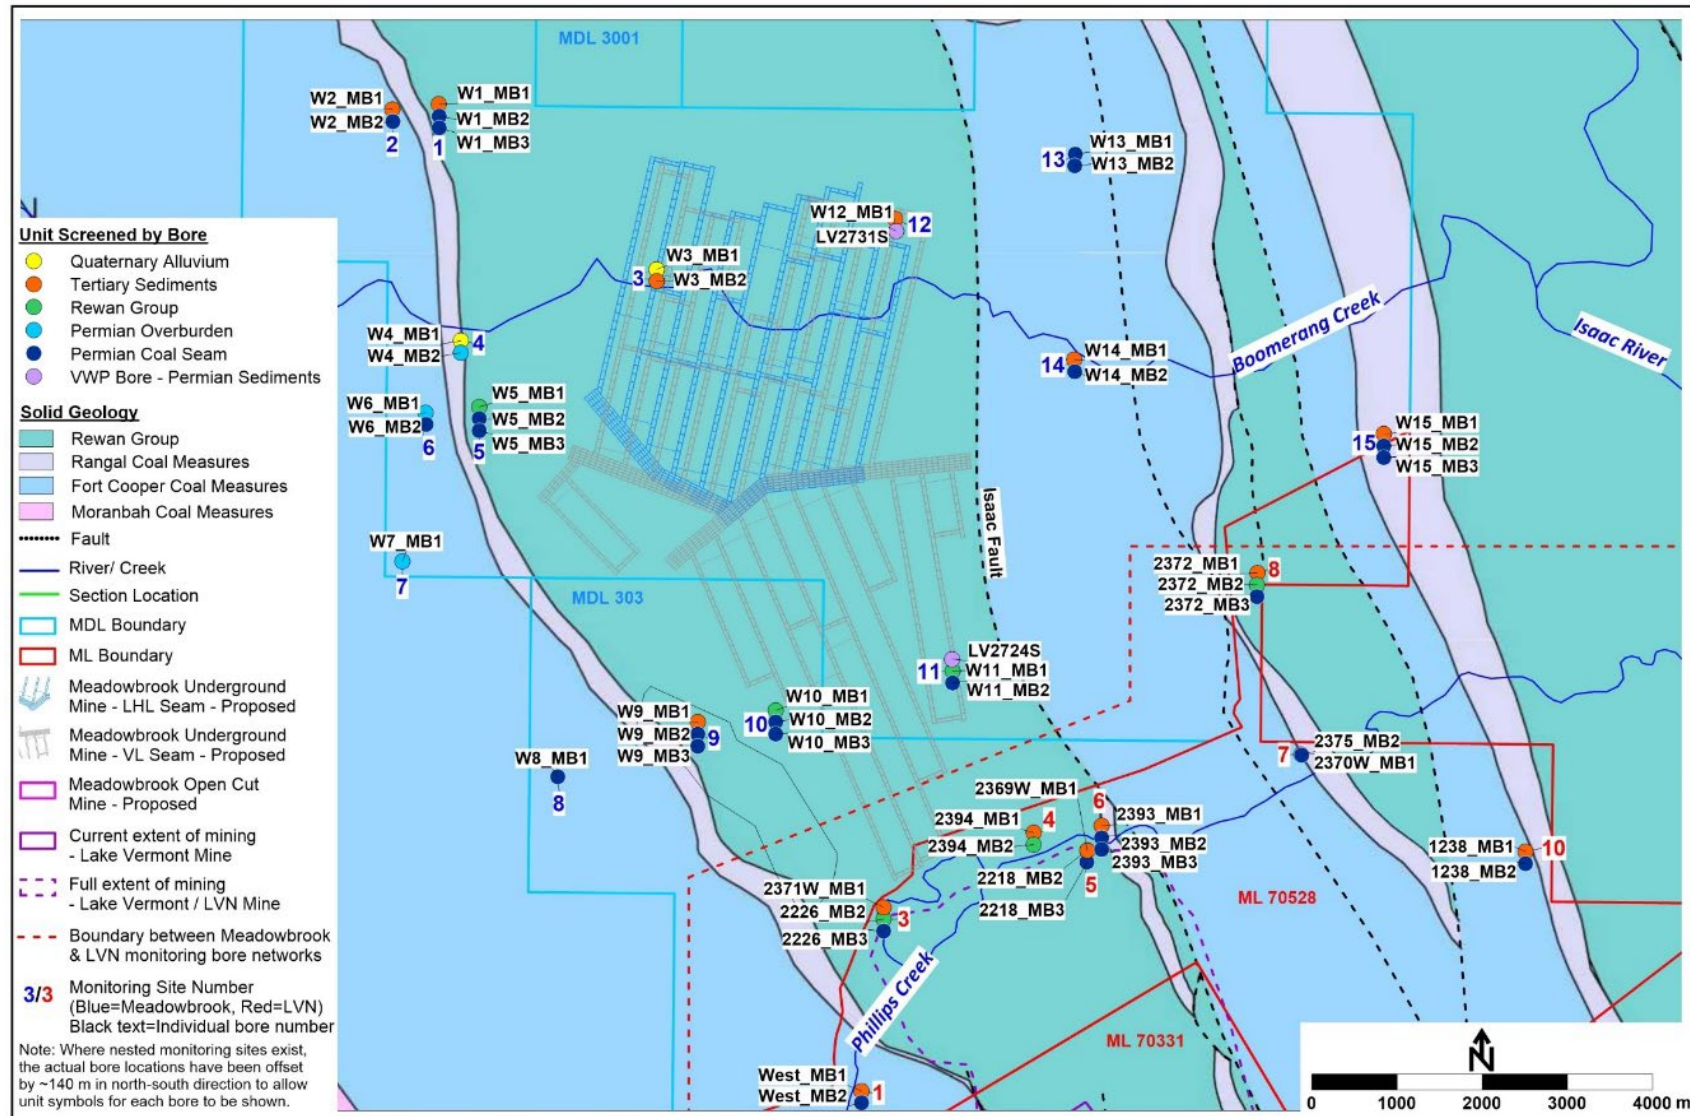 MDL 3001
W2_MB1
W2_MB2
2
W1_MB1
W1_MB2
W1_MB3
1
W13_MB1
13
W13_MB2
W12_MB1
12
LV2731S
W3_MB1
3
W3_MB2
W4_MB1
4
W4_MB2
W14_MB1
14
W14_MB2
Boomerang Creek
Isaac River
W6_MB1
W6_MB2
6
W5_MB1
W5_MB2
W5_MB3
5
W15_MB1
15
W15_MB2
W15_MB3
Isaac Fault
W7_MB1
7
MDL 303
2372_MB1
8
2372_MB2
2372_MB3
LV2724S
11
W11_MB1
W11_MB2
W10_MB1
10
W10_MB2
W10_MB3
W9_MB1
W9_MB2
9
W9_MB3
W8_MB1
8
2375_MB2
7
2370W_MB1
2369W_MB1
6
2394_MB1
4
2394_MB2
2393_MB1
2393_MB2
2393_MB3
2218_MB2
5
2218_MB3
1238_MB1
10
1238_MB2
2371W_MB1
2226_MB2
3
2226_MB3
ML 70528
Phillips Creek
ML 70331
West_MB1
1
West_MB2
Unit Screened by Bore
Quaternary Alluvium
Tertiary Sediments
Rewan Group
Permian Overburden
Permian Coal Seam
VWP Bore - Permian Sediments
Solid Geology
Rewan Group
Rangal Coal Measures
Fort Cooper Coal Measures
Moranbah Coal Measures
Fault
River/ Creek
Section Location
MDL Boundary
ML Boundary
Meadowbrook Underground
Mine - LHL Seam - Proposed
Meadowbrook Underground
Mine - VL Seam - Proposed
Meadowbrook Open Cut
Mine - Proposed
Current extent of mining
- Lake Vermont Mine
Full extent of mining
- Lake Vermont / LVN Mine
Boundary between Meadowbrook
& LVN monitoring bore networks
3/3 Monitoring Site Number
(Blue=Meadowbrook, Red=LVN)
Black text=Individual bore number
Note: Where nested monitoring sites exist,
the actual bore locations have been offset
by ~140 m in north-south direction to allow
unit symbols for each bore to be shown.
N
0 1000 2000 3000 4000 m